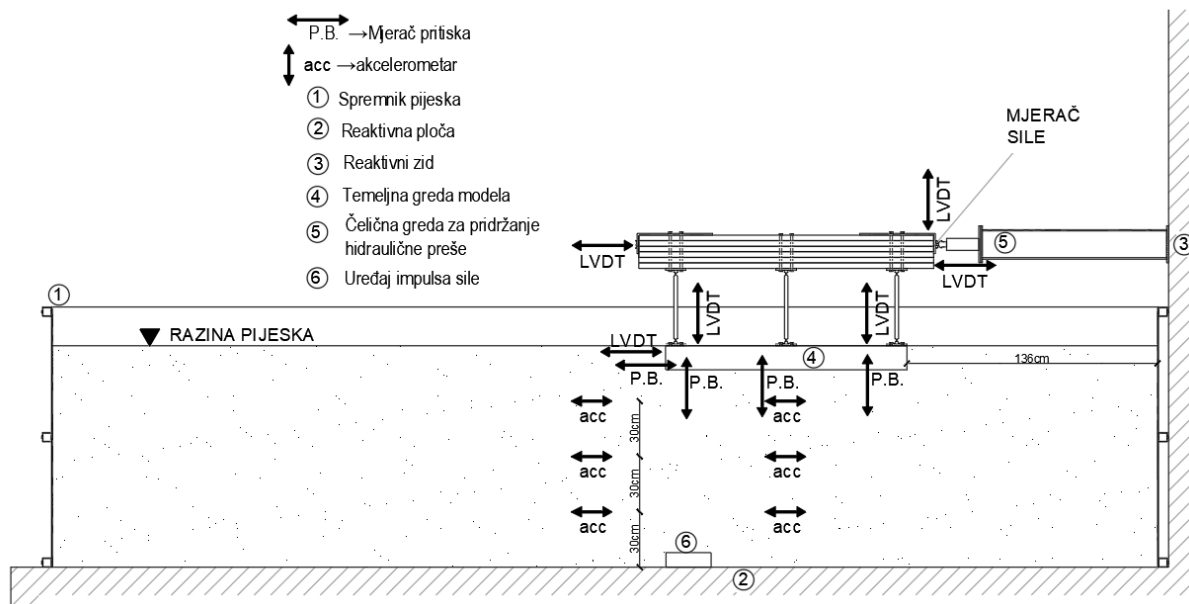 P.B. →Mjerač pritiska
acc →akcelerometar
1 Spremnik pijeska
2 Reaktivna ploča
3 Reaktivni zid
4 Temeljna greda modela
5 Čelična greda za pridržanje
hidraulične preše
6 Uređaj impulsa sile
MJERAČ
SILE
LVDT
LVDT
5
3
LVDT
1
LVDT
LVDT
RAZINA PIJESKA
LVDT
4
136cm
P.B.
P.B.
P.B.
P.B.
acc
acc
30cm
acc
acc
30cm
acc
acc
30cm
6
2